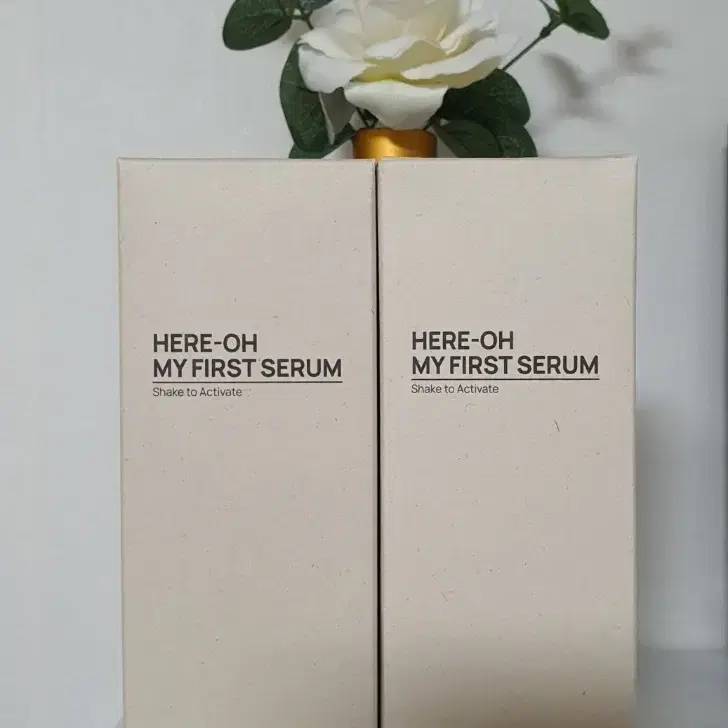 HERE-OH
MY FIRST SERUM
Shake to Activate
HERE-OH
MY FIRST SERUM
Shake to Activate